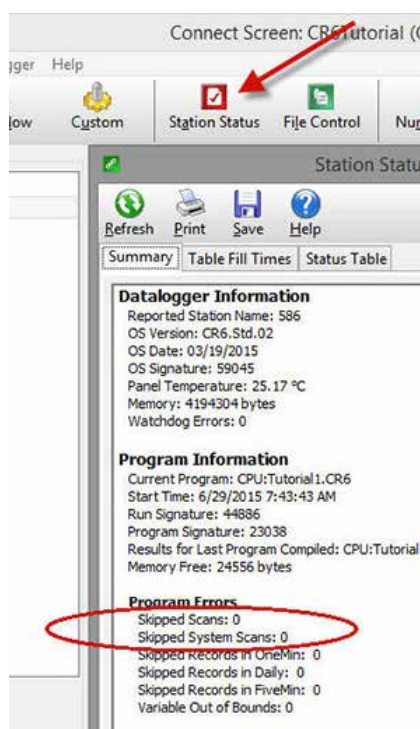 Connect Screen: CR6Tutorial (
Help
Custom
Station Status
File Control
Station Statu
Refresh
Print
Save
Help
Summary
Table Fill Times
Status Table
Datalogger Information
Reported Station Name: 586
OS Version: CR6.Std.02
OS Date: 03/19/2015
OS Signature: 59045
Panel Temperature: 25.17 ºC
Memory: 4194304 bytes
Watchdog Errors: 0
Program Information
Current Program: CPU:Tutorial1.CR6
Start Time: 6/29/2015 7:43:43 AM
Run Signature: 44886
Program Signature: 23038
Results for Last Program Compiled: CPU:Tutorial
Memory Free: 24556 bytes
Program Errors
Skipped Scans: 0
Skipped System Scans: 0
Skipped Records in OneMin: 0
Skipped Records in Daily: 0
Skipped Records in FiveMin: 0
Variable Out of Bounds: 0